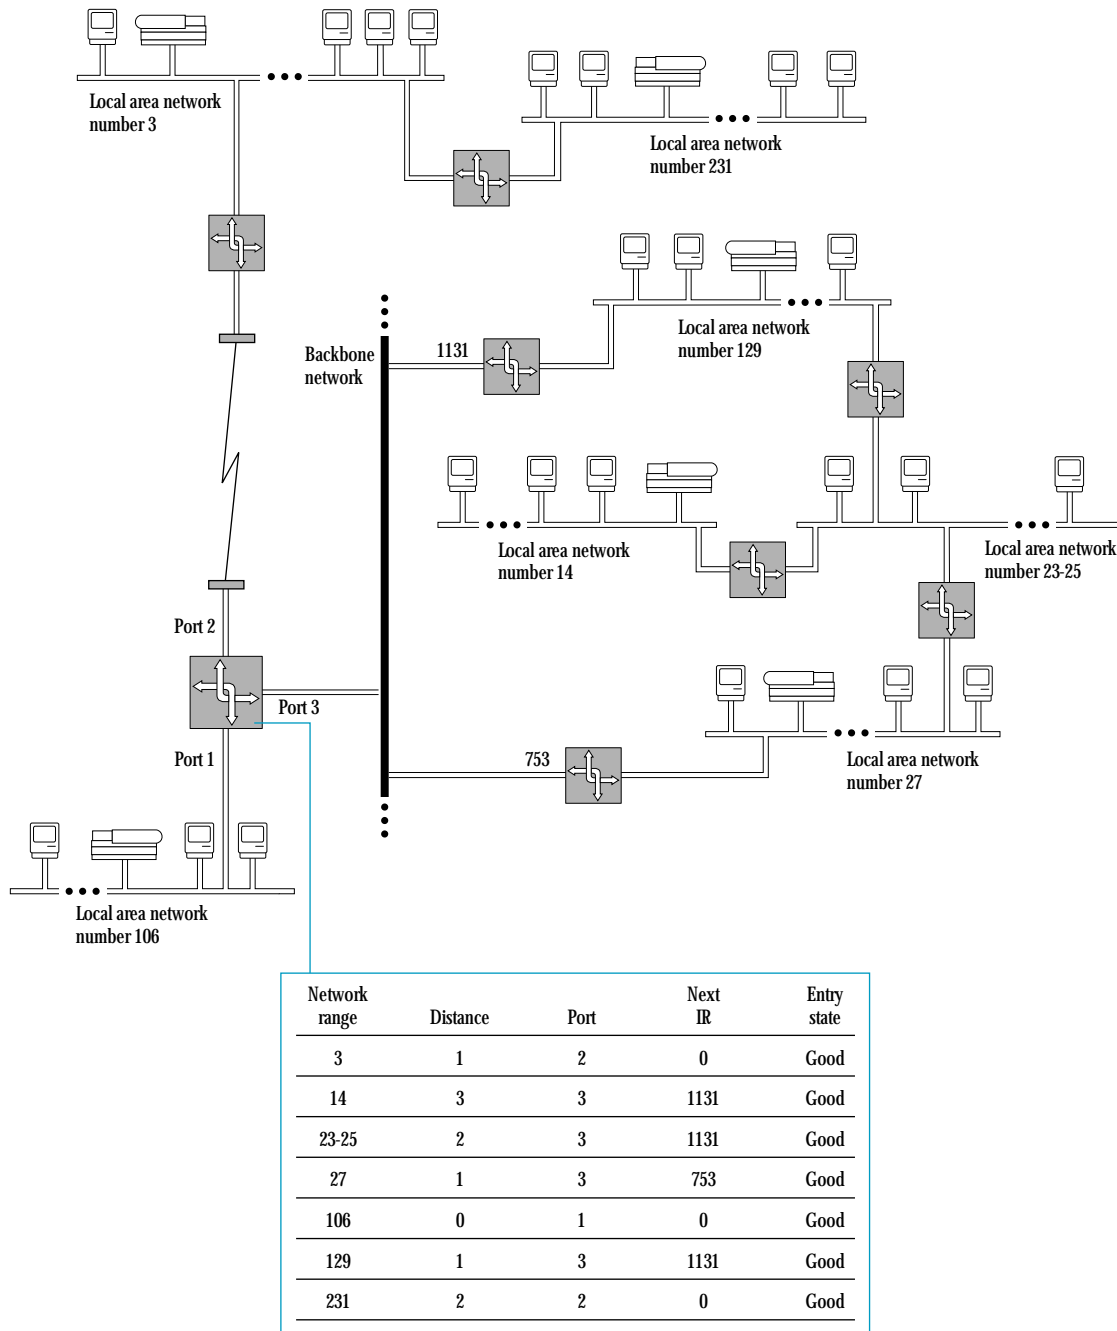 Local area network
number 3
Local area network
number 231
Local area network
number 129
Backbone
network
1131
Local area network
number 14
Local area network
number 23-25
Port 2
Port 3
Port 1
753
Local area network
number 27
Local area network
number 106
Network
range
Distance
Port
Next
IR
Entry
state
3 1 2 0 Good
14 3 3 1131 Good
23-25 2 3 1131 Good
27 1 3 753 Good
106 0 1 0 Good
129 1 3 1131 Good
231 2 2 0 Good